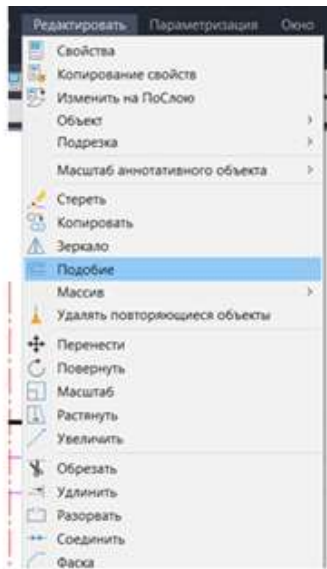 Редактировать Параметризация Окно
Свойства
Копирование свойств
Изменить на ПоСлою
Объект
Подрезка
Масштаб аннотативного объекта
Стереть
Копировать
Зеркало
Подобие
Массив
Удалять повторяющиеся объекты
Перенести
Повернуть
Масштаб
Растянуть
Увеличить
Обрезать
Удлинить
Разорвать
Соединить
Фаска